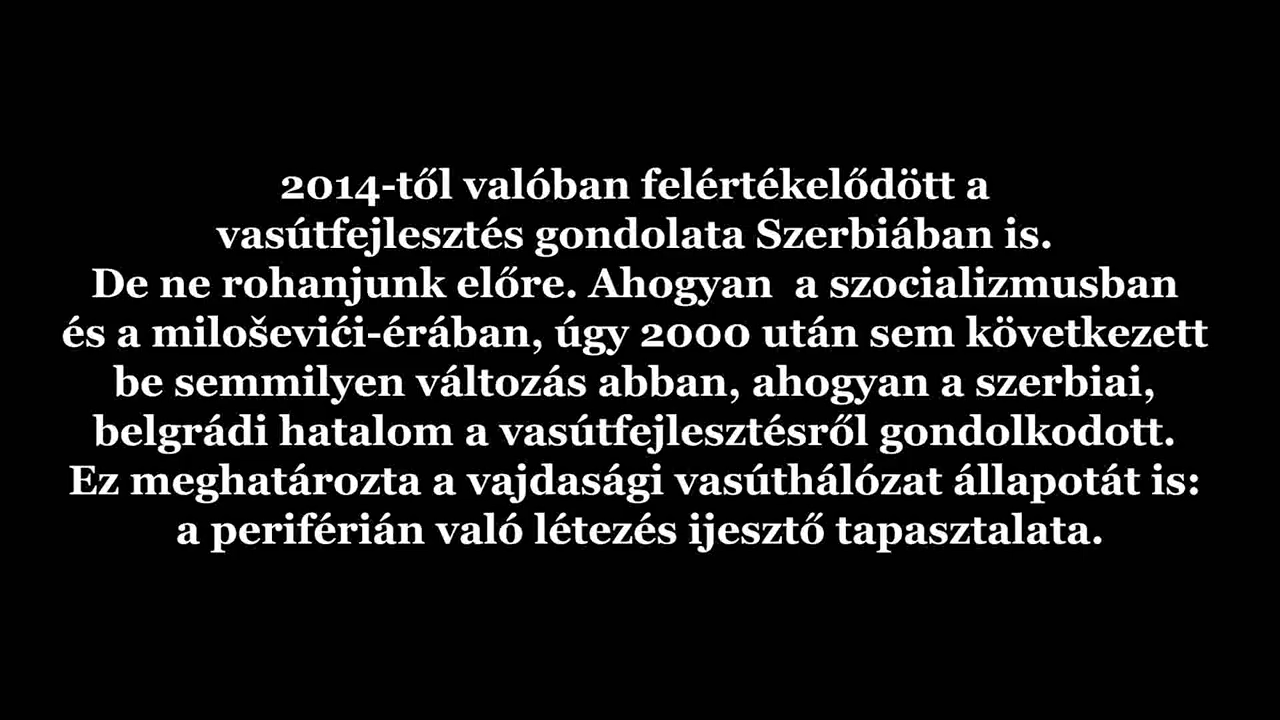 2014-től valóban felértékelődött a
vasútfejlesztés gondolata Szerbiában is.
De ne rohanjunk előre. Ahogyan  a szocializmusban
és a miloševići-érában, úgy 2000 után sem következett
be semmilyen változás abban, ahogyan a szerbiai,
belgrádi hatalom a vasútfejlesztésről gondolkodott.
Ez meghatározta a vajdasági vasúthálózat állapotát is:
a periférián való létezés ijesztő tapasztalata.